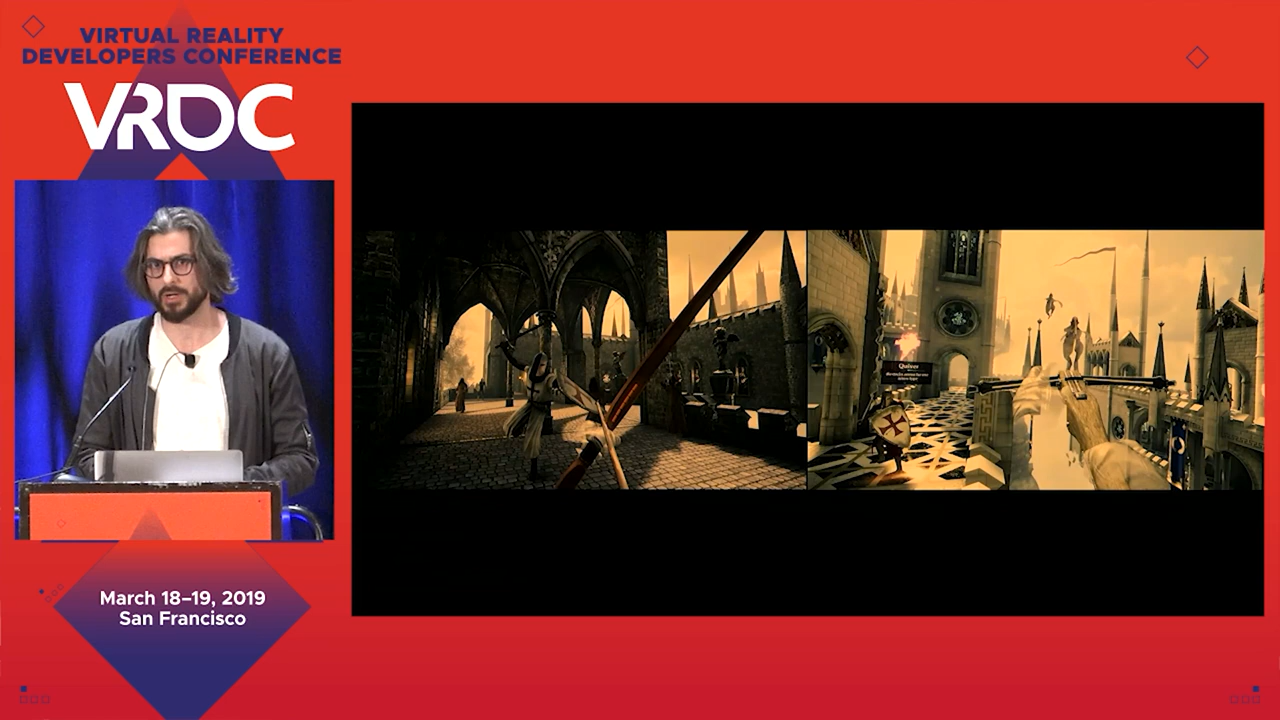 VIRTUAL REALITY
DEVELOPERS CONFERENCE
VRDC
Quiver
March 18–19, 2019
San Francisco